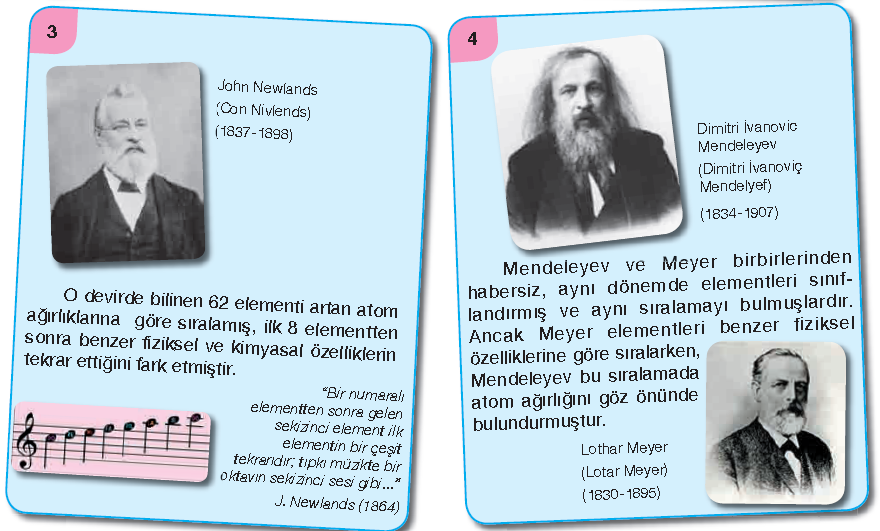 3
John Newlands
(Con Nivlends)
(1837-1898)
O devirde bilinen 62 elementi artan atom
ağırlıklarına göre sıralamış, ilk 8 elementten
sonra benzer fiziksel ve kimyasal özelliklerin
tekrar ettiğini fark etmiştir.
"Bir numaralı
elementten sonra gelen
sekizinci element ilk
elementin bir çeşit
tekrarıdır; tıpkı müzikte bir
oktavın sekizinci sesi gibi..."
J. Newlands (1864)
4
Dimitri İvanovic
Mendeleyev
(Dimitri İvanoviç
Mendelyef)
(1834-1907)
Mendeleyev ve Meyer birbirlerinden
habersiz, aynı dönemde elementleri sınıf-
landırmış ve aynı sıralamayı bulmuşlardır.
Ancak Meyer elementleri benzer fiziksel
özelliklerine göre sıralarken,
Mendeleyev bu sıralamada
atom ağırlığını göz önünde
bulundurmuştur.
Lothar Meyer
(Lotar Meyer)
(1830-1895)